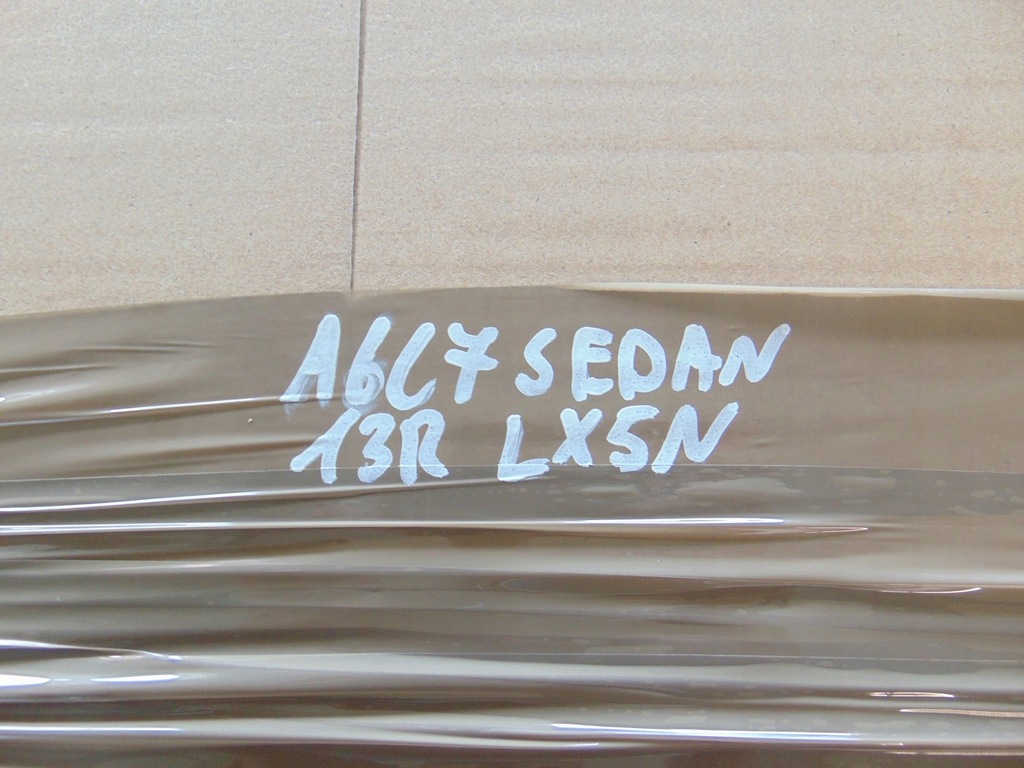 A6C7 SEDAN
13R LX5N